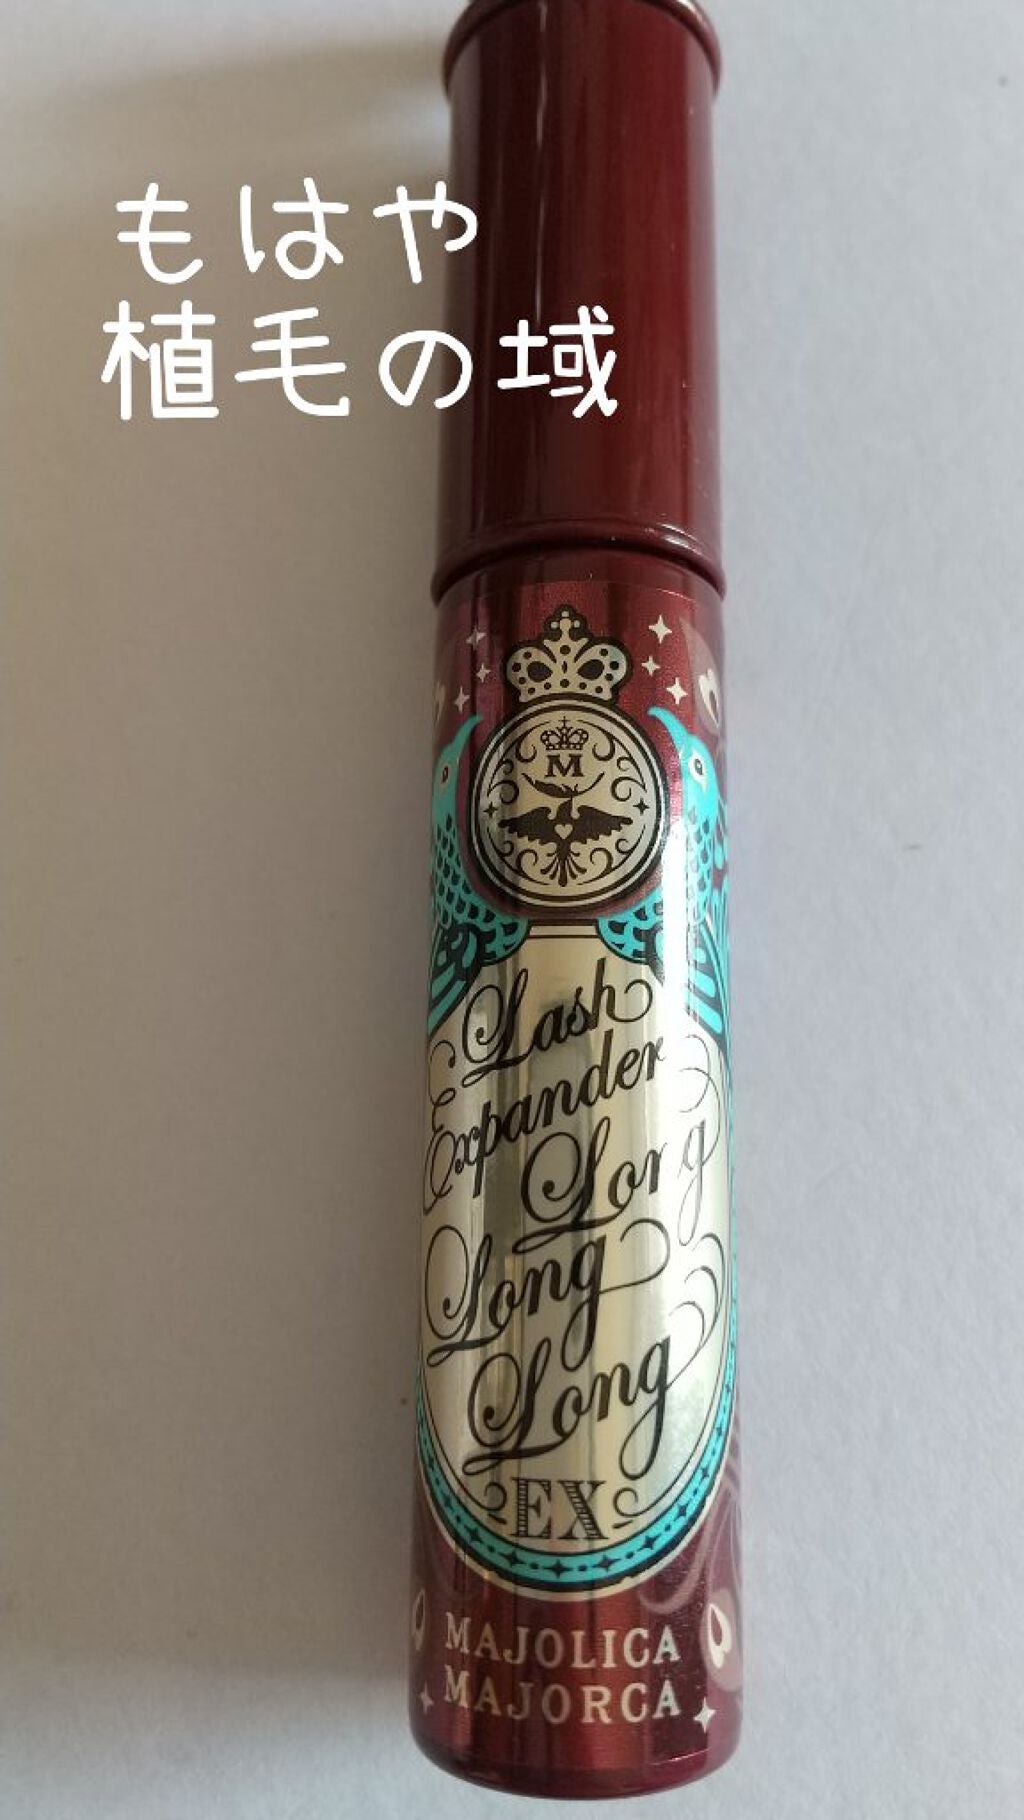 もはや
植毛の域
M
Lash
Expander
Long
Long
Long
EX
MAJOLICA
MAJORCA